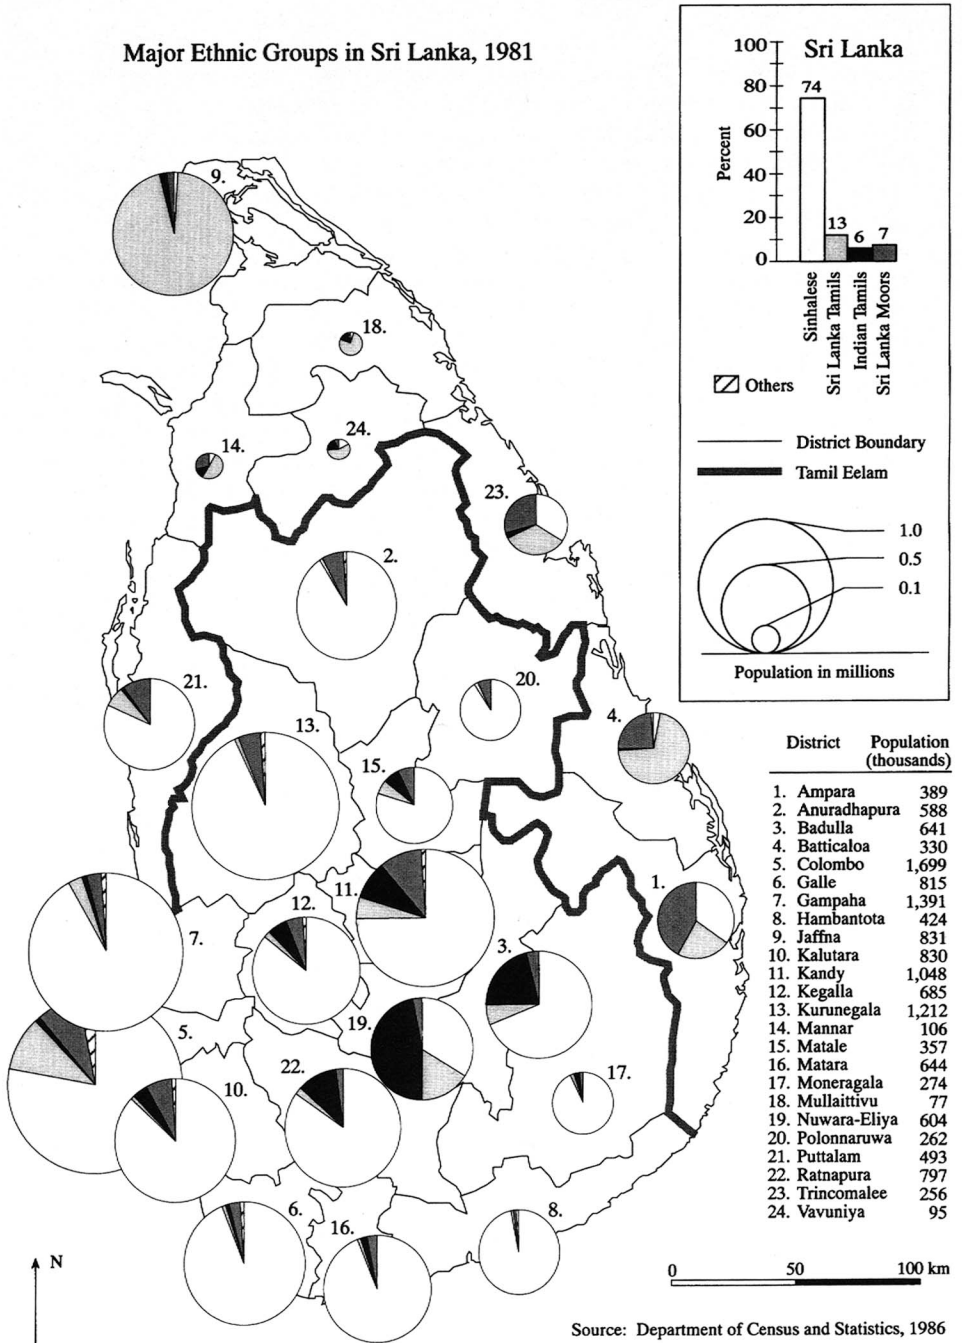 Major Ethnic Groups in Sri Lanka, 1981
Sri Lanka
Percent
100
80
60
40
20
0
74
13
6
7
Sinhalese
Sri Lanka Tamils
Indian Tamils
Sri Lanka Moors
Others
District Boundary
Tamil Eelam
1.0
0.5
0.1
Population in millions
9.
18.
24.
14.
23.
2.
20.
21.
13.
4.
15.
11.
12.
1.
7.
3.
19.
5.
22.
17.
10.
6.
16.
8.
District Population
(thousands)
1. Ampara 389
2. Anuradhapura 588
3. Badulla 641
4. Batticaloa 330
5. Colombo 1,699
6. Galle 815
7. Gampaha 1,391
8. Hambantota 424
9. Jaffna 831
10. Kalutara 830
11. Kandy 1,048
12. Kegalla 685
13. Kurunegala 1,212
14. Mannar 106
15. Matale 357
16. Matara 644
17. Moneragala 274
18. Mullaittivu 77
19. Nuwara-Eliya 604
20. Polonnaruwa 262
21. Puttalam 493
22. Ratnapura 797
23. Trincomalee 256
24. Vavuniya 95
N
0 50 100 km
Source: Department of Census and Statistics, 1986